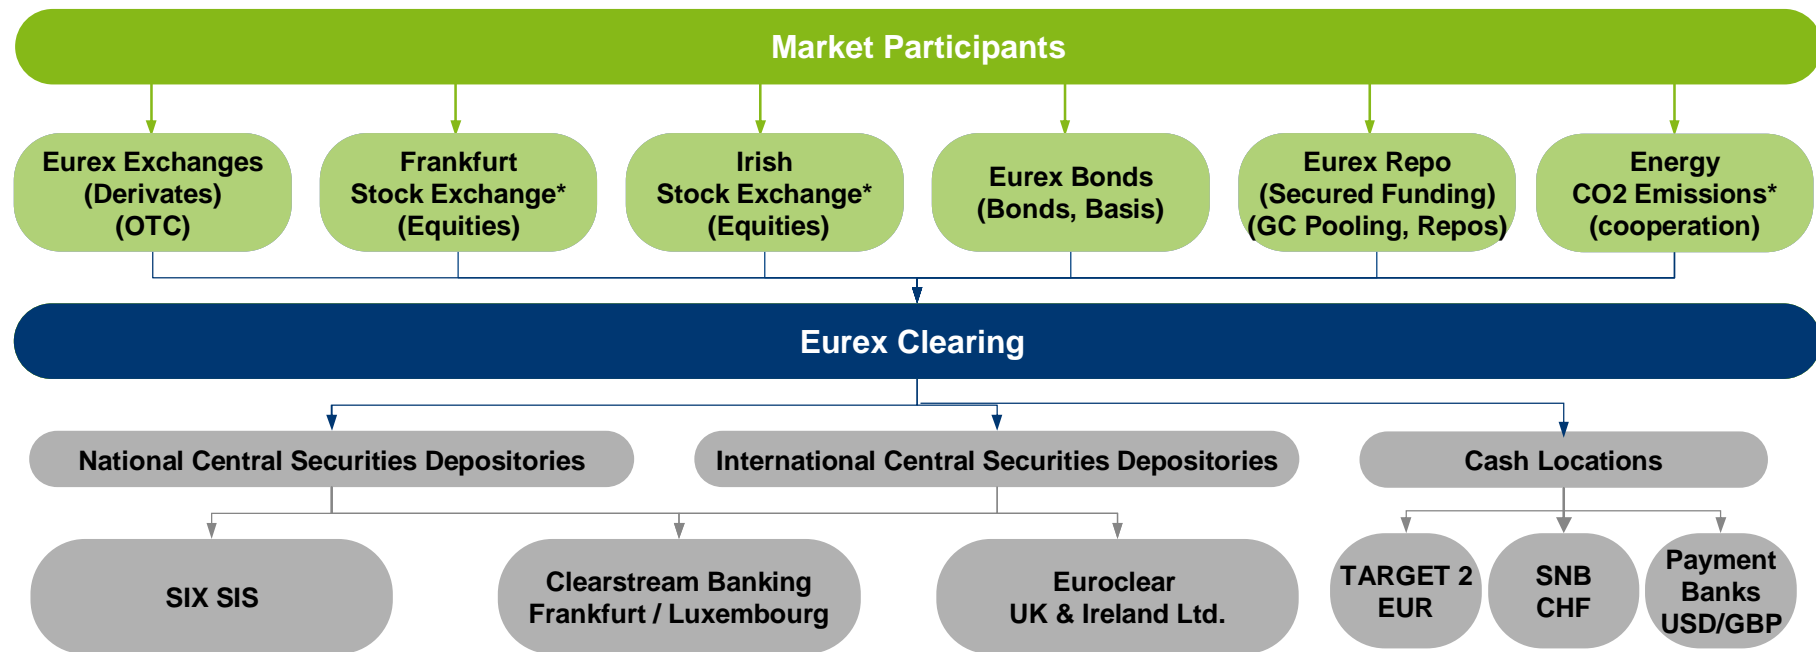 Market Participants
Eurex Exchanges
(Derivates)
(OTC)
Frankfurt
Stock Exchange*
(Equities)
Irish
Stock Exchange*
(Equities)
Eurex Bonds
(Bonds, Basis)
Eurex Repo
(Secured Funding)
(GC Pooling, Repos)
Energy
CO2 Emissions*
(cooperation)
Eurex Clearing
National Central Securities Depositories
International Central Securities Depositories
Cash Locations
SIX SIS
Clearstream Banking
Frankfurt / Luxembourg
Euroclear
UK & Ireland Ltd.
TARGET 2
EUR
SNB
CHF
Payment
Banks
USD/GBP